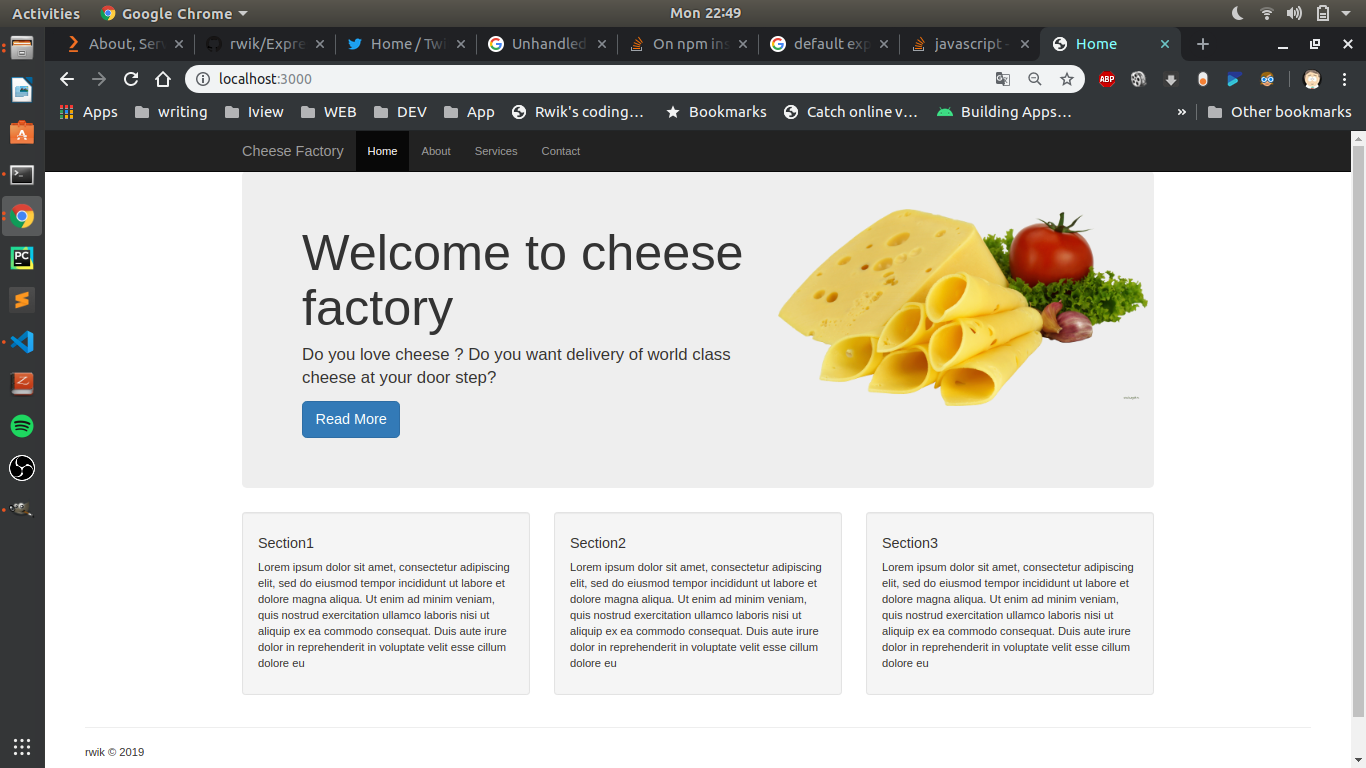 Activities Google Chrome Mon 22:49
About, Ser rwik/Expre Home / Twi Unhandled On npm ins default exp javascript - Home
localhost:3000
Apps writing Iview WEB DEV App Rwik's coding… Bookmarks Catch online v… Building Apps… » Other bookmarks
Cheese Factory Home About Services Contact
Welcome to cheese
factory
Do you love cheese ? Do you want delivery of world class
cheese at your door step?
Read More
Section1
Lorem ipsum dolor sit amet, consectetur adipiscing
elit, sed do eiusmod tempor incididunt ut labore et
dolore magna aliqua. Ut enim ad minim veniam,
quis nostrud exercitation ullamco laboris nisi ut
aliquip ex ea commodo consequat. Duis aute irure
dolor in reprehenderit in voluptate velit esse cillum
dolore eu
Section2
Lorem ipsum dolor sit amet, consectetur adipiscing
elit, sed do eiusmod tempor incididunt ut labore et
dolore magna aliqua. Ut enim ad minim veniam,
quis nostrud exercitation ullamco laboris nisi ut
aliquip ex ea commodo consequat. Duis aute irure
dolor in reprehenderit in voluptate velit esse cillum
dolore eu
Section3
Lorem ipsum dolor sit amet, consectetur adipiscing
elit, sed do eiusmod tempor incididunt ut labore et
dolore magna aliqua. Ut enim ad minim veniam,
quis nostrud exercitation ullamco laboris nisi ut
aliquip ex ea commodo consequat. Duis aute irure
dolor in reprehenderit in voluptate velit esse cillum
dolore eu
rwik © 2019